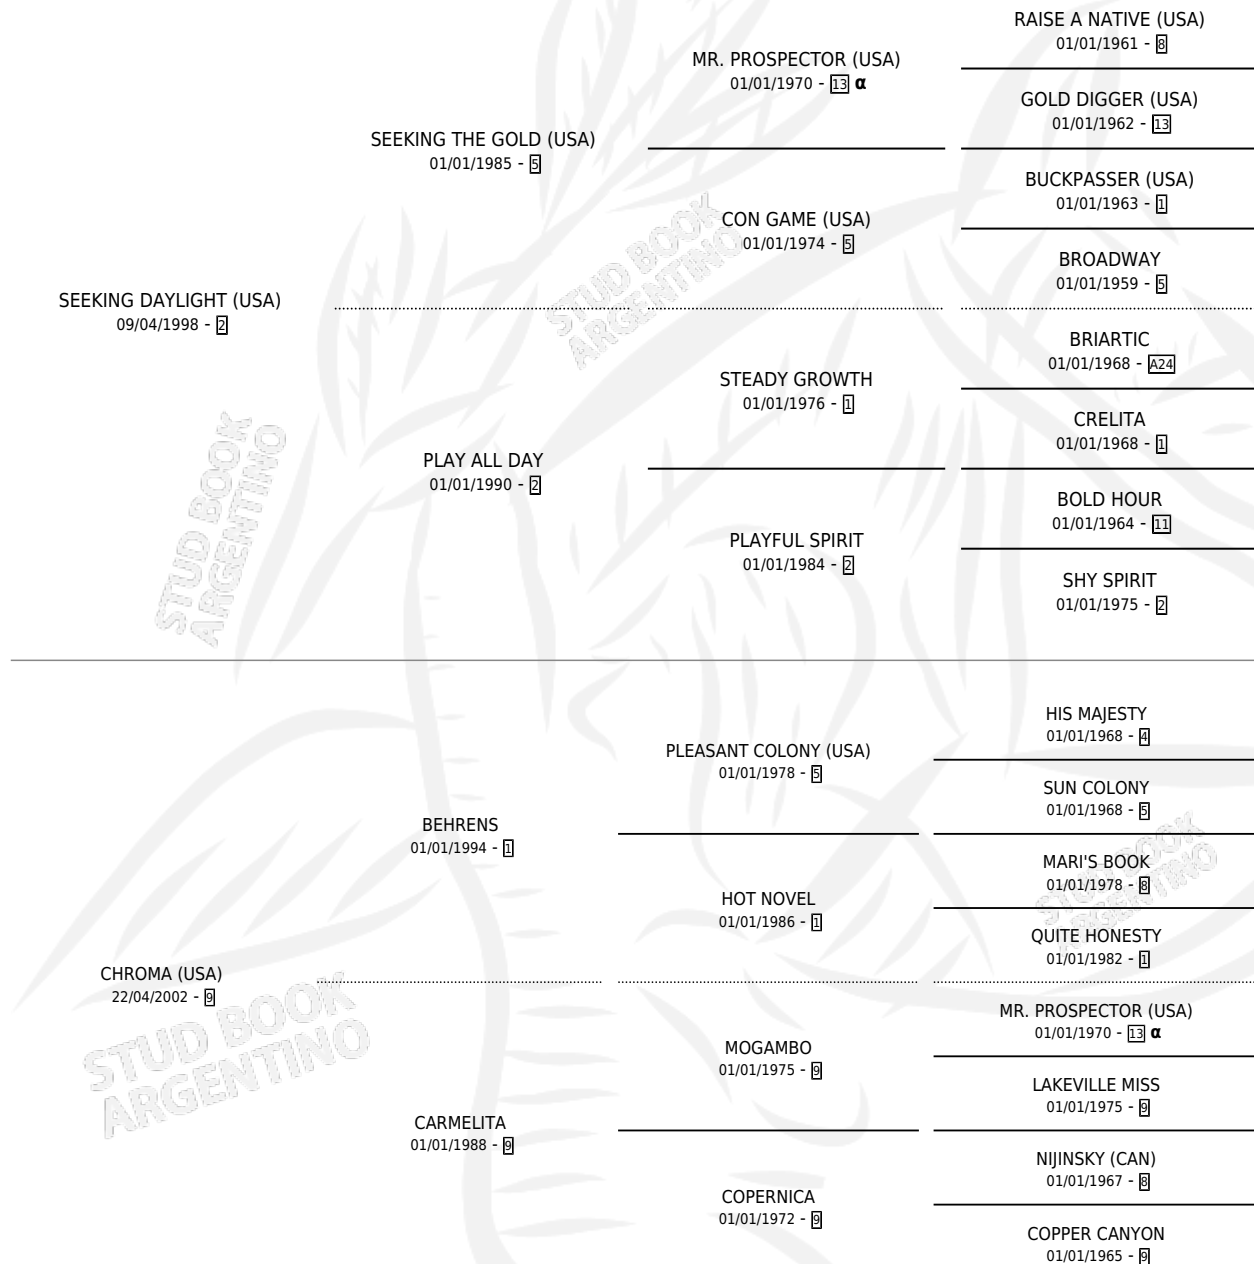 RAISE A NATIVE (USA)
01/01/1961 - 8
MR. PROSPECTOR (USA)
01/01/1970 - 13 α
GOLD DIGGER (USA)
01/01/1962 - 13
SEEKING THE GOLD (USA)
01/01/1985 - 5
BUCKPASSER (USA)
01/01/1963 - 1
CON GAME (USA)
01/01/1974 - 5
BROADWAY
01/01/1959 - 5
SEEKING DAYLIGHT (USA)
09/04/1998 - 2
BRIARTIC
01/01/1968 - A24
STEADY GROWTH
01/01/1976 - 1
CRELITA
01/01/1968 - 1
PLAY ALL DAY
01/01/1990 - 2
BOLD HOUR
01/01/1964 - 11
PLAYFUL SPIRIT
01/01/1984 - 2
SHY SPIRIT
01/01/1975 - 2
STUD BOOK
ARGENTINO
STUD BOOK
ARGENTINO
HIS MAJESTY
01/01/1968 - 4
PLEASANT COLONY (USA)
01/01/1978 - 5
SUN COLONY
01/01/1968 - 5
BEHRENS
01/01/1994 - 1
MARI'S BOOK
01/01/1978 - 8
HOT NOVEL
01/01/1986 - 1
QUITE HONESTY
01/01/1982 - 1
STUD BOOK
ARGENTINO
CHROMA (USA)
22/04/2002 - 9
MR. PROSPECTOR (USA)
01/01/1970 - 13 α
MOGAMBO
01/01/1975 - 9
LAKEVILLE MISS
01/01/1975 - 9
CARMELITA
01/01/1988 - 9
NIJINSKY (CAN)
01/01/1967 - 8
COPERNICA
01/01/1972 - 9
COPPER CANYON
01/01/1965 - 9
STUD BOOK
ARGENTINO